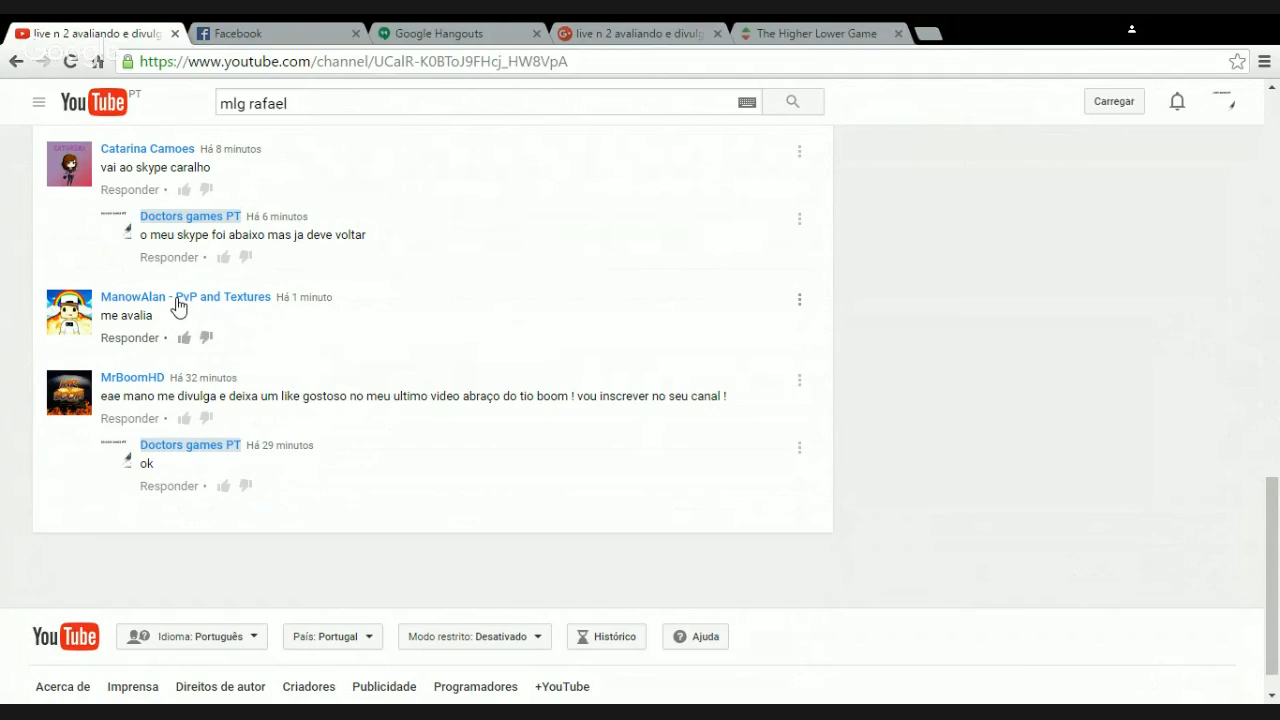 live n 2 avaliando e divulg
Facebook
Google Hangouts
live n 2 avaliando e divulg
The Higher Lower Game
https://www.youtube.com/channel/UCalR-K0BToJ9FHcj_HW8VpA
YouTube PT
mlg rafael
Carregar
Catarina Camoes Há 8 minutos
vai ao skype caralho
Responder •
Doctors games PT Há 6 minutos
o meu skype foi abaixo mas ja deve voltar
Responder •
ManowAlan - PvP and Textures Há 1 minuto
me avalia
Responder •
MrBoomHD Há 32 minutos
eae mano me divulga e deixa um like gostoso no meu ultimo video abraço do tio boom ! vou inscrever no seu canal !
Responder •
Doctors games PT Há 29 minutos
ok
Responder •
YouTube
Idioma: Português
País: Portugal
Modo restrito: Desativado
Histórico
Ajuda
Acerca de
Imprensa
Direitos de autor
Criadores
Publicidade
Programadores
+YouTube